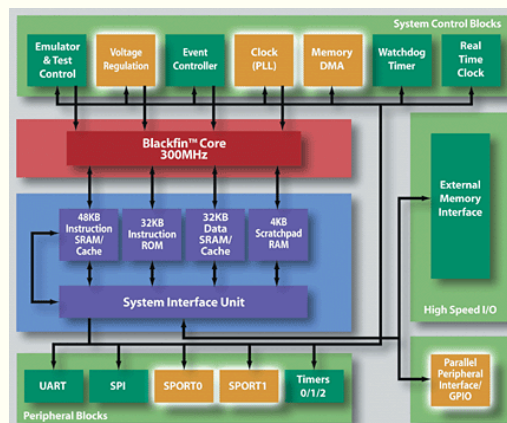 System Control Blocks
Emulator
& Test
Control
Voltage
Regulation
Event
Controller
Clock
(PLL)
Memory
DMA
Watchdog
Timer
Real
Time
Clock
Blackfin™ Core
300MHz
48KB
Instruction
SRAM/
Cache
32KB
Instruction
ROM
32KB
Data
SRAM/
Cache
4KB
Scratchpad
RAM
System Interface Unit
External
Memory
Interface
High Speed I/O
UART
SPI
SPORT0
SPORT1
Timers
0/1/2
Peripheral Blocks
Parallel
Peripheral
Interface/
GPIO